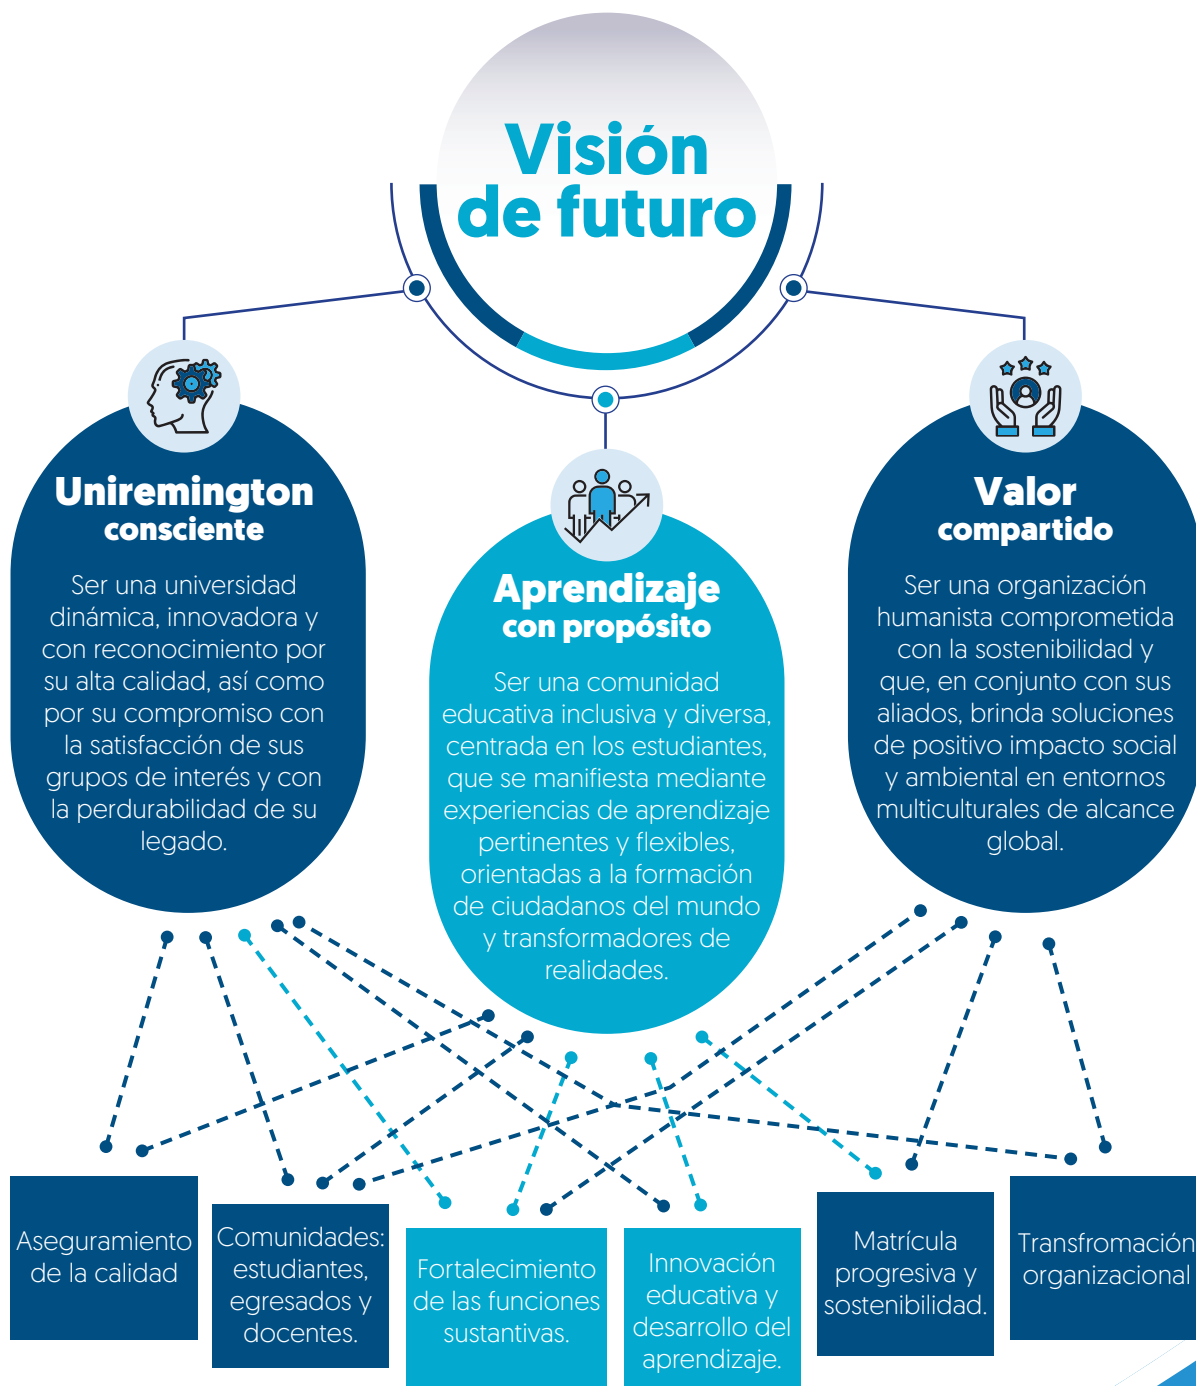 Visión
de futuro
Uniremington
consciente
Ser una universidad
dinámica, innovadora y
con reconocimiento por
su alta calidad, así como
por su compromiso con
la satisfacción de sus
grupos de interés y con
la perdurabilidad de su
legado.
Aprendizaje
con propósito
Ser una comunidad
educativa inclusiva y diversa,
centrada en los estudiantes,
que se manifiesta mediante
experiencias de aprendizaje
pertinentes y flexibles,
orientadas a la formación
de ciudadanos del mundo
y transformadores de
realidades.
Valor
compartido
Ser una organización
humanista comprometida
con la sostenibilidad y
que, en conjunto con sus
aliados, brinda soluciones
de positivo impacto social
y ambiental en entornos
multiculturales de alcance
global.
Aseguramiento
de la calidad
Comunidades:
estudiantes,
egresados y
docentes.
Fortalecimiento
de las funciones
sustantivas.
Innovación
educativa y
desarrollo del
aprendizaje.
Matrícula
progresiva y
sostenibilidad.
Transfromación
organizacional